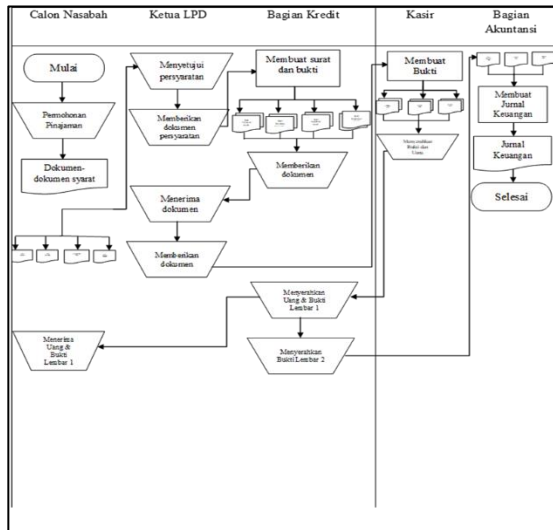 Calon Nasabah
Ketua LPD
Bagian Kredit
Kasir
Bagian
Akuntansi
Mulai
Permohonan
Pinajaman
Dokumen-
dokumen syarat
Menyetujui
persyaratan
Memberikan
dokumen
persyaratan
Menerima
dokumen
Memberikan
dokumen
Membuat surat
dan bukti
Memberikan
dokumen
Menyerahkan
Uang & Bukti
Lembar 1
Menyerahkan
Bukti Lembar 2
Menerima
Uang &
Bukti
Lembar 1
Membuat
Bukti
Menyerahkan
Bukti dan
Uang
Membuat
Jurnal
Keuangan
Jurnal
Keuangan
Selesai